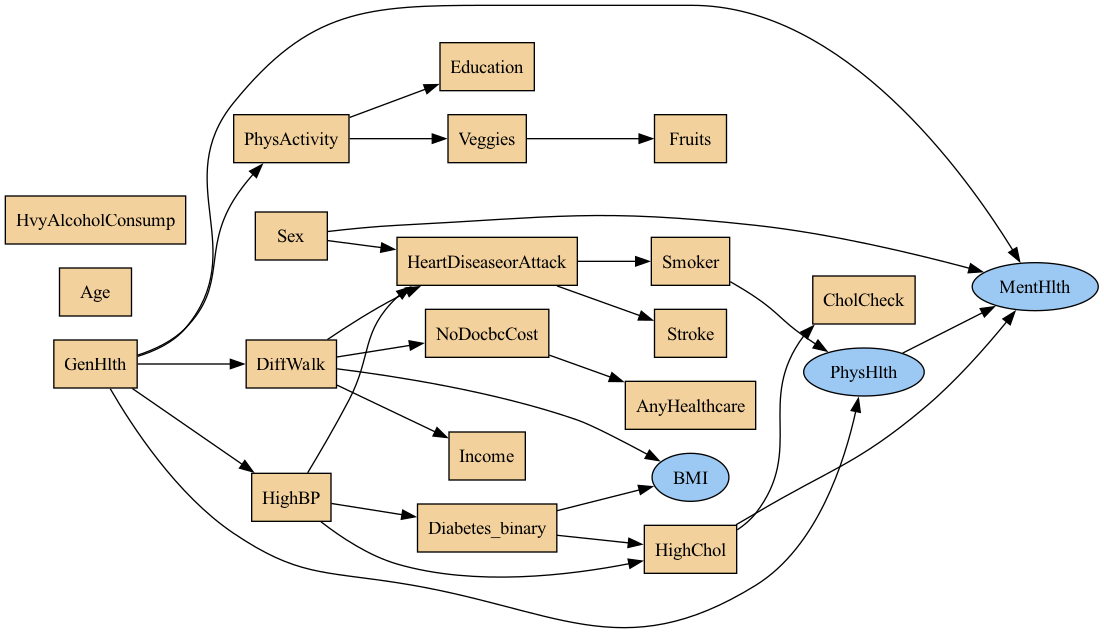 Education
PhysActivity
Veggies
Fruits
HvyAlcoholConsump
Sex
HeartDiseaseorAttack
Smoker
MentHlth
Age
CholCheck
NoDocbcCost
Stroke
GenHlth
DiffWalk
PhysHlth
AnyHealthcare
Income
BMI
HighBP
Diabetes_binary
HighChol